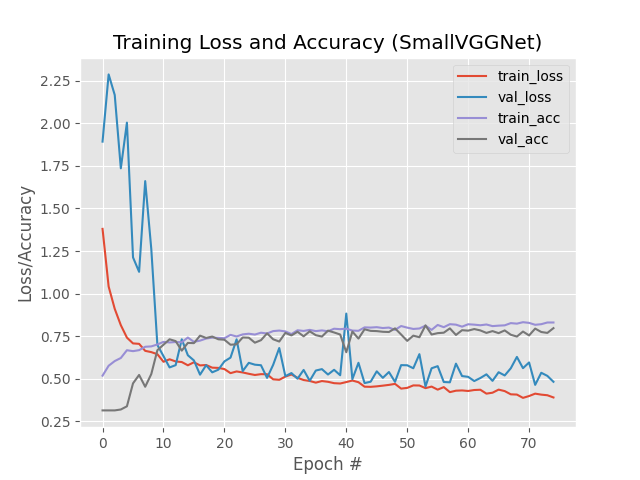 Training Loss and Accuracy (SmallVGGNet)
train_loss
val_loss
train_acc
val_acc
2.25
2.00
1.75
1.50
1.25
1.00
0.75
0.50
0.25
Loss/Accuracy
0 10 20 30 40 50 60 70
Epoch #